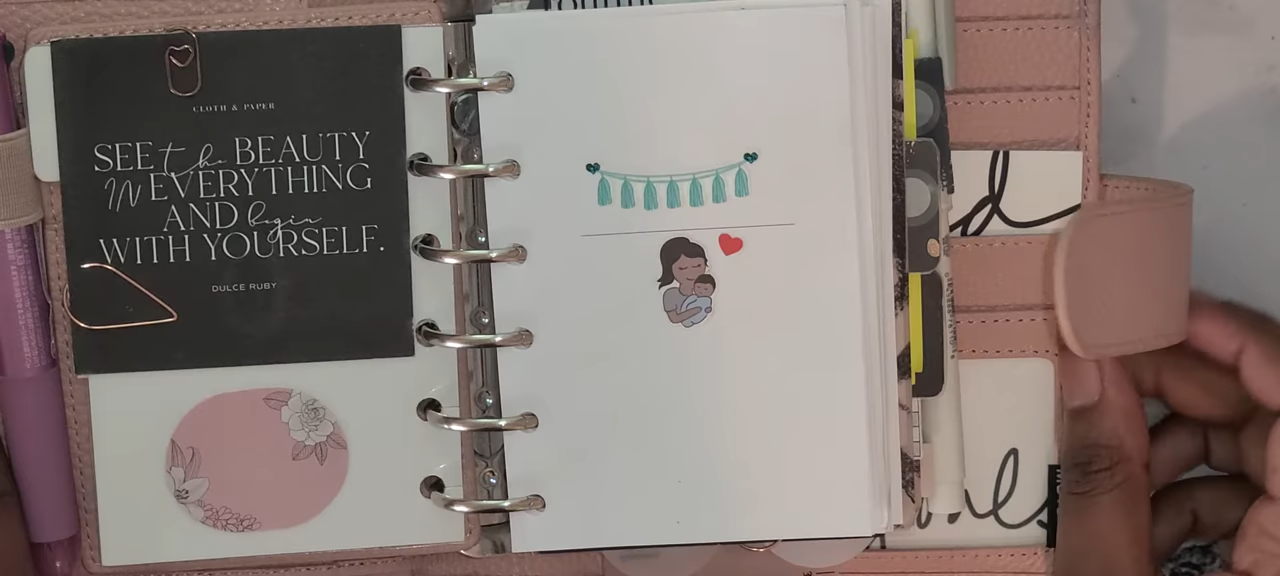 CLOTH & PAPER
SEE the BEAUTY
IN EVERYTHING
AND begin
WITH YOURSELF.
DULCE RUBY